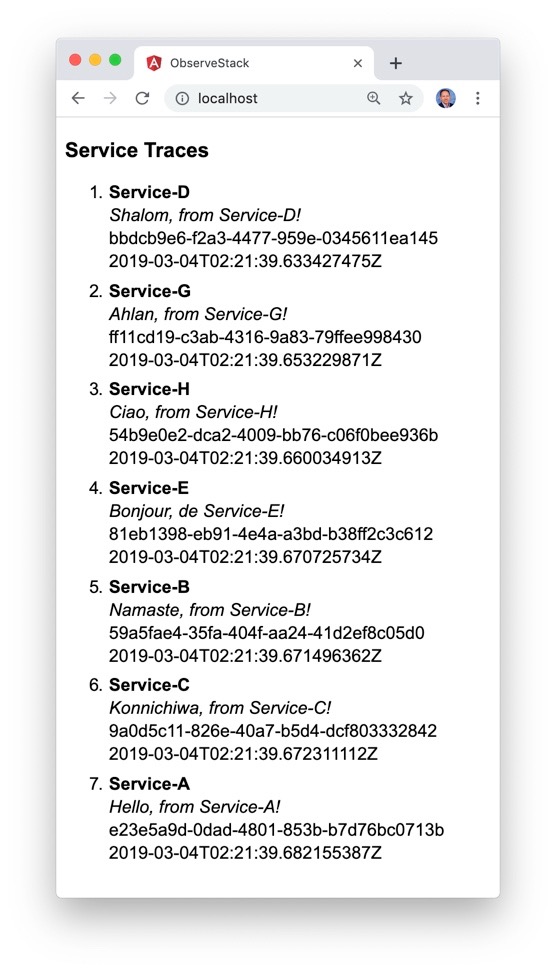 ObserveStack
localhost
Service Traces
1. Service-D
Shalom, from Service-D!
bbdcb9e6-f2a3-4477-959e-0345611ea145
2019-03-04T02:21:39.633427475Z
2. Service-G
Ahlan, from Service-G!
ff11cd19-c3ab-4316-9a83-79ffee998430
2019-03-04T02:21:39.653229871Z
3. Service-H
Ciao, from Service-H!
54b9e0e2-dca2-4009-bb76-c06f0bee936b
2019-03-04T02:21:39.660034913Z
4. Service-E
Bonjour, de Service-E!
81eb1398-eb91-4e4a-a3bd-b38ff2c3c612
2019-03-04T02:21:39.670725734Z
5. Service-B
Namaste, from Service-B!
59a5fae4-35fa-404f-aa24-41d2ef8c05d0
2019-03-04T02:21:39.671496362Z
6. Service-C
Konnichiwa, from Service-C!
9a0d5c11-826e-40a7-b5d4-dcf803332842
2019-03-04T02:21:39.672311112Z
7. Service-A
Hello, from Service-A!
e23e5a9d-0dad-4801-853b-b7d76bc0713b
2019-03-04T02:21:39.682155387Z